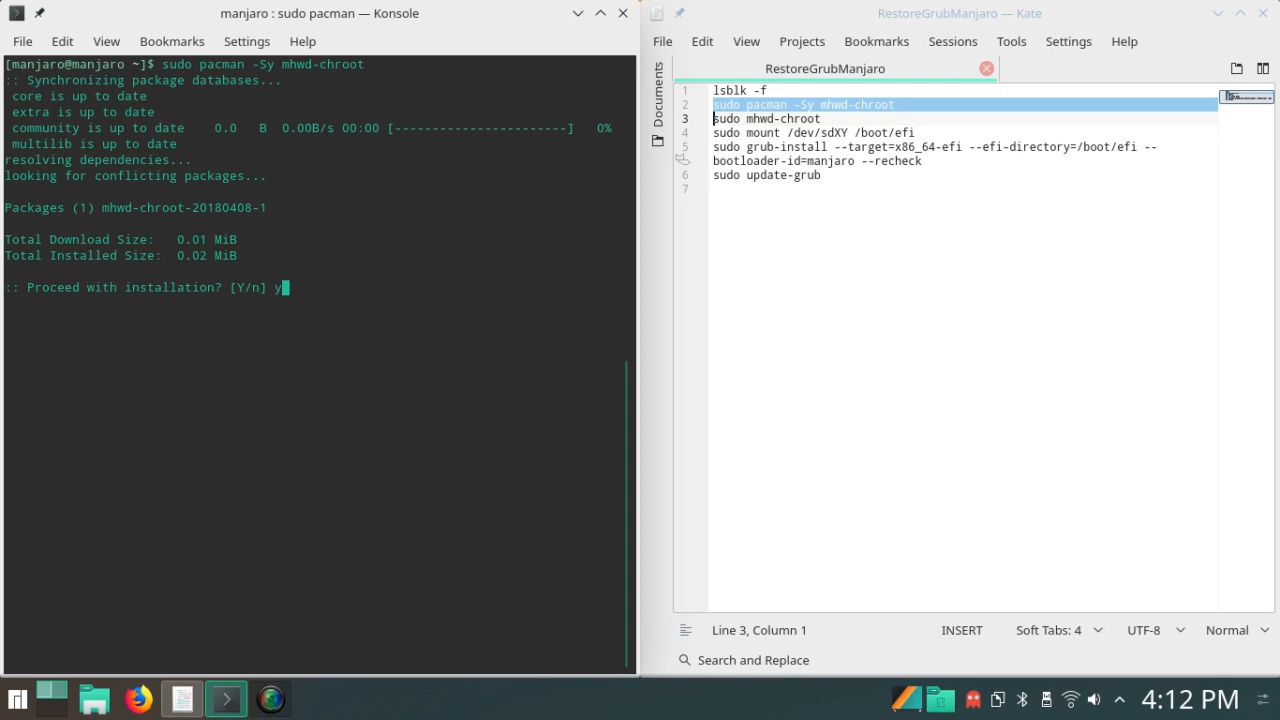 manjaro : sudo pacman — Konsole
File Edit View Bookmarks Settings Help
[manjaro@manjaro ~]$ sudo pacman -Sy mhwd-chroot
:: Synchronizing package databases...
core is up to date
extra is up to date
community is up to date 0.0 B 0.00B/s 00:00 [-----------------------] 0%
multilib is up to date
resolving dependencies...
looking for conflicting packages...
Packages (1) mhwd-chroot-20180408-1
Total Download Size: 0.01 MiB
Total Installed Size: 0.02 MiB
:: Proceed with installation? [Y/n] y
RestoreGrubManjaro — Kate
File Edit View Projects Bookmarks Sessions Tools Settings Help
Documents
RestoreGrubManjaro
1 lsblk -f
2 sudo pacman -Sy mhwd-chroot
3 sudo mhwd-chroot
4 sudo mount /dev/sdXY /boot/efi
5 sudo grub-install --target=x86_64-efi --efi-directory=/boot/efi --
bootloader-id=manjaro --recheck
6 sudo update-grub
7
Line 3, Column 1 INSERT Soft Tabs: 4 UTF-8 Normal
Search and Replace
4:12 PM